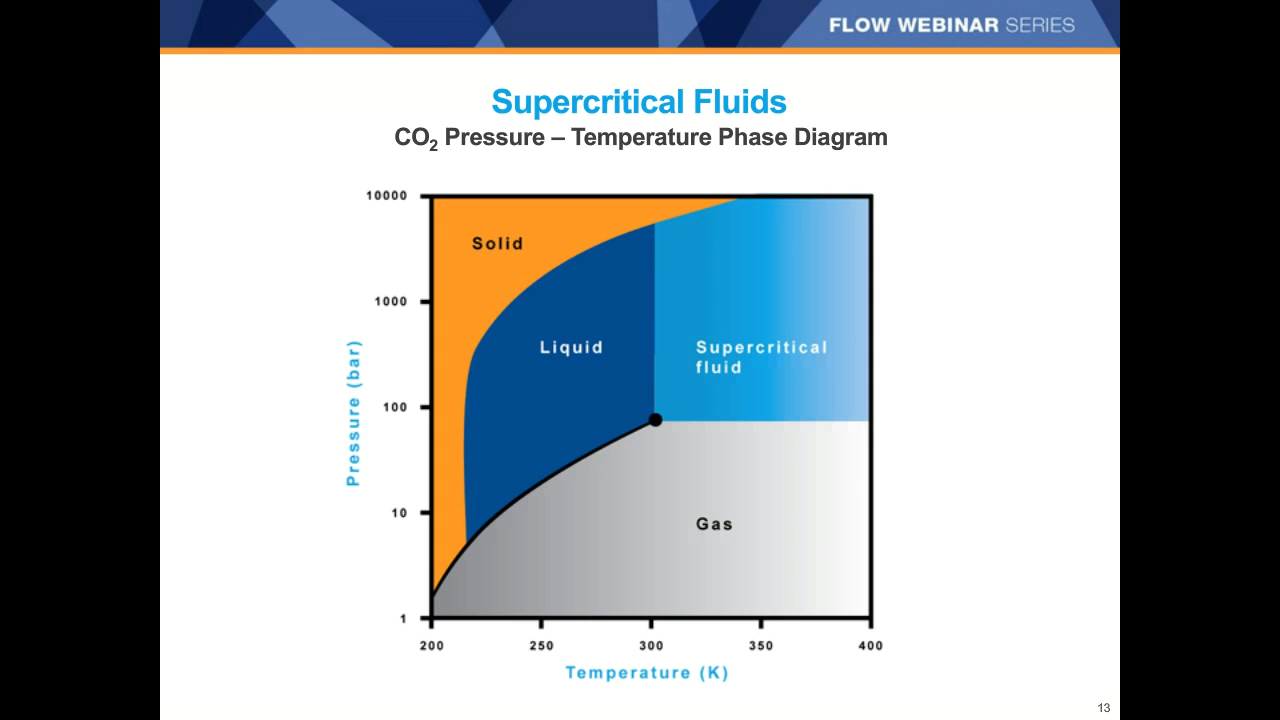 FLOW WEBINAR SERIES
Supercritical Fluids
CO₂ Pressure – Temperature Phase Diagram
10000
Solid
1000
Liquid
Supercritical
fluid
Pressure (bar)
100
10
Gas
1
200
250
300
350
400
Temperature (K)
13